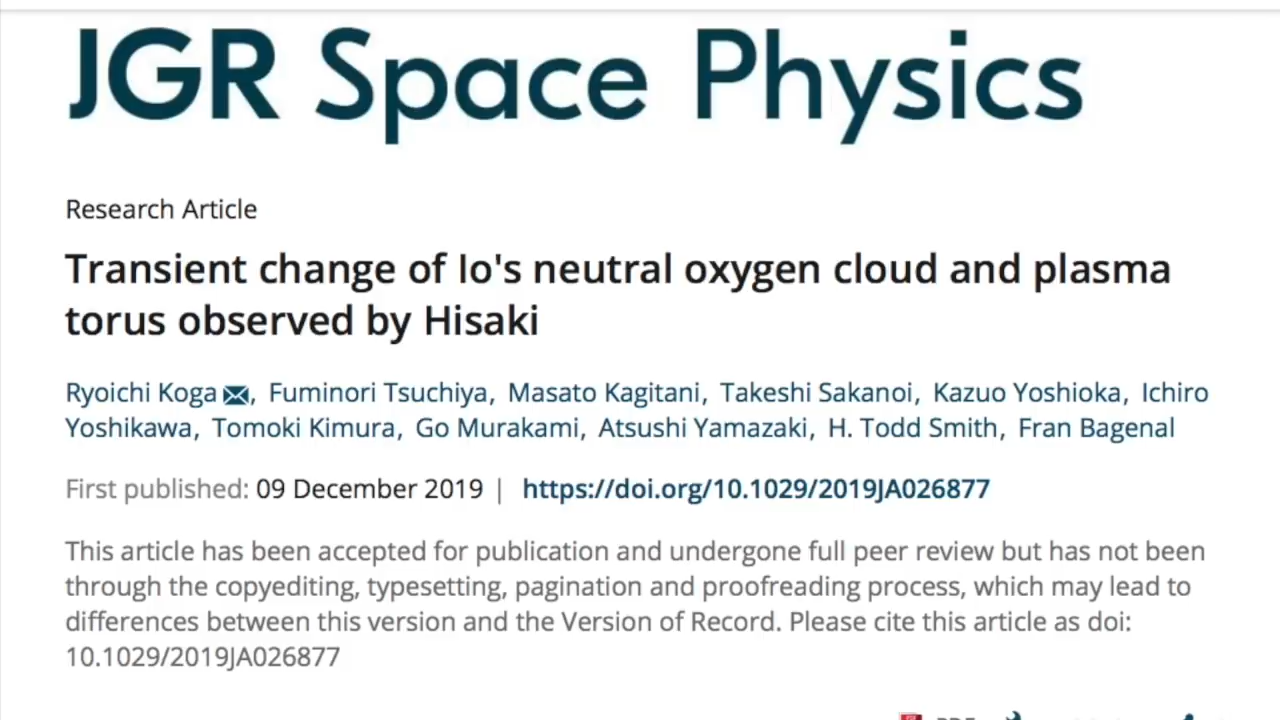 JGR Space Physics
Research Article
Transient change of Io's neutral oxygen cloud and plasma
torus observed by Hisaki
Ryoichi Koga, Fuminori Tsuchiya, Masato Kagitani, Takeshi Sakanoi, Kazuo Yoshioka, Ichiro
Yoshikawa, Tomoki Kimura, Go Murakami, Atsushi Yamazaki, H. Todd Smith, Fran Bagenal
First published: 09 December 2019 | https://doi.org/10.1029/2019JA026877
This article has been accepted for publication and undergone full peer review but has not been
through the copyediting, typesetting, pagination and proofreading process, which may lead to
differences between this version and the Version of Record. Please cite this article as doi:
10.1029/2019JA026877